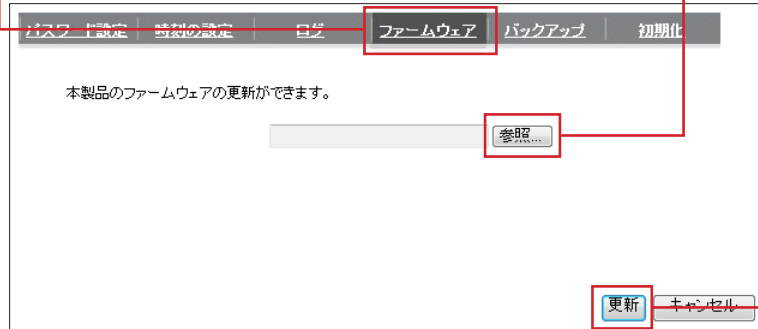 パスワード設定 時刻の設定 ログ ファームウェア バックアップ 初期化
本製品のファームウェアの更新ができます。
参照...
更新 キャンセル